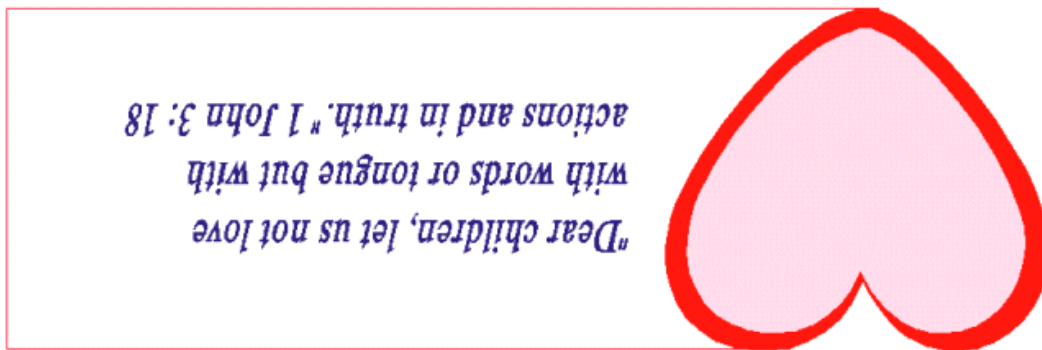 "Dear children, let us not love
with words or tongue but with
actions and in truth." 1 John 3: 18